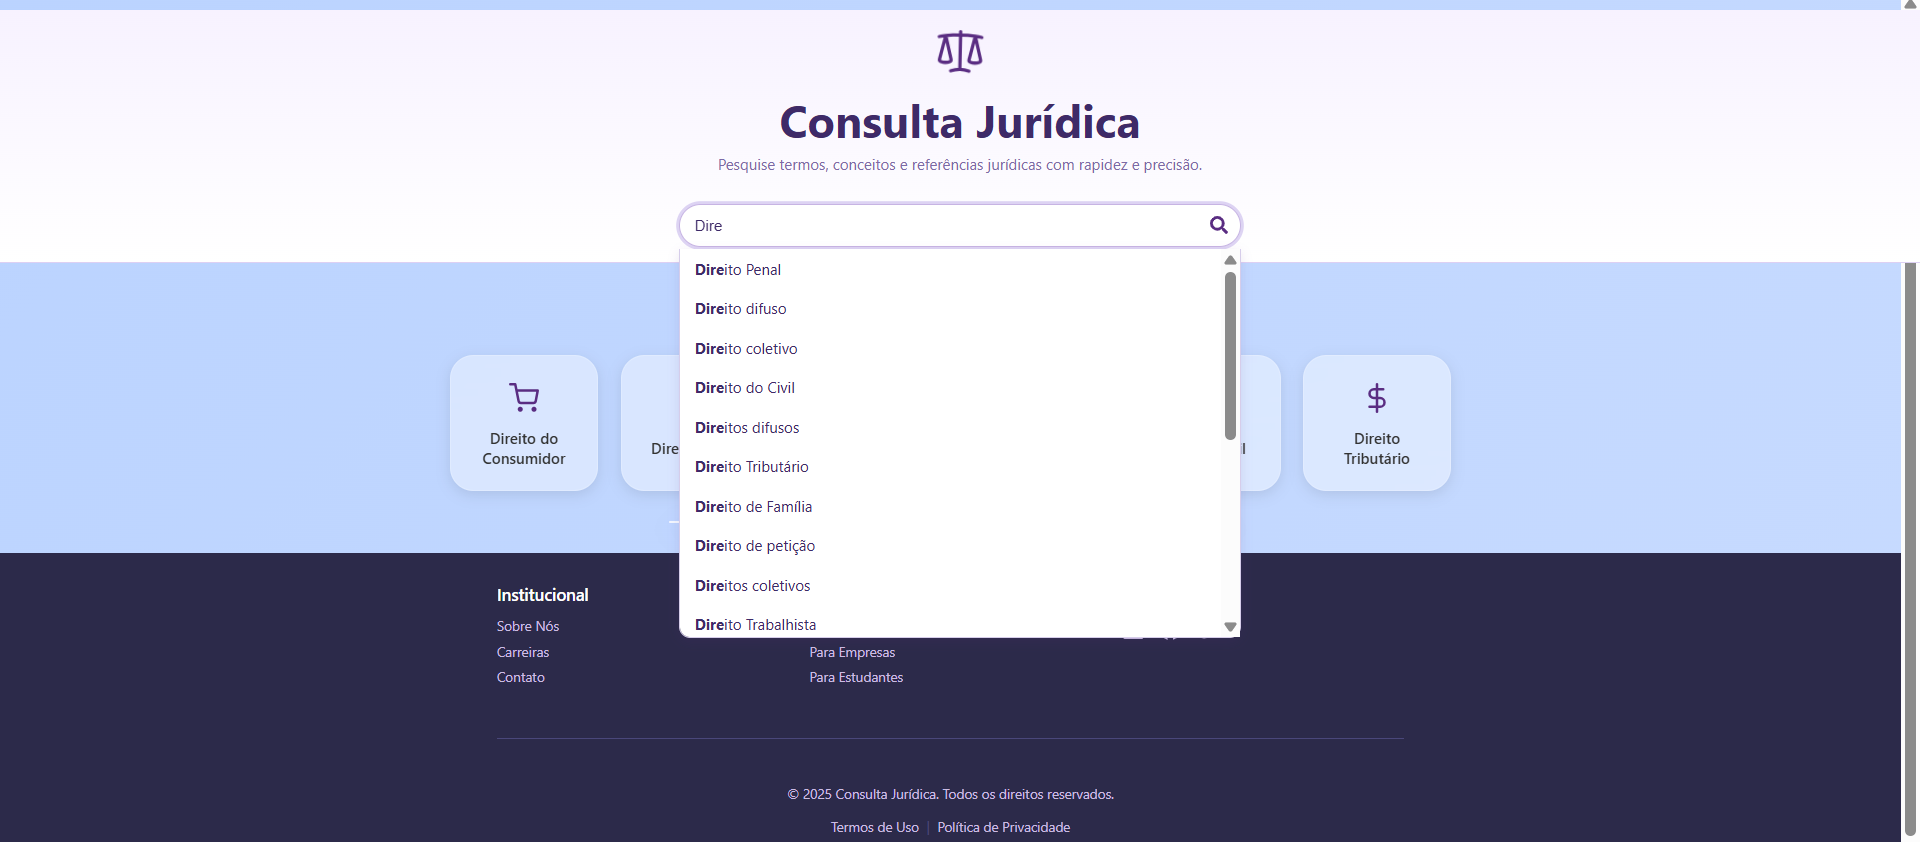 Consulta Jurídica
Pesquise termos, conceitos e referências jurídicas com rapidez e precisão.
Dire
Direito Penal
Direito difuso
Direito coletivo
Direito do Civil
Direitos difusos
Direito Tributário
Direito de Família
Direito de petição
Direitos coletivos
Direito Trabalhista
Direito do
Consumidor
Direito
Tributário
Institucional
Sobre Nós
Carreiras
Contato
Para Empresas
Para Estudantes
© 2025 Consulta Jurídica. Todos os direitos reservados.
Termos de Uso | Política de Privacidade